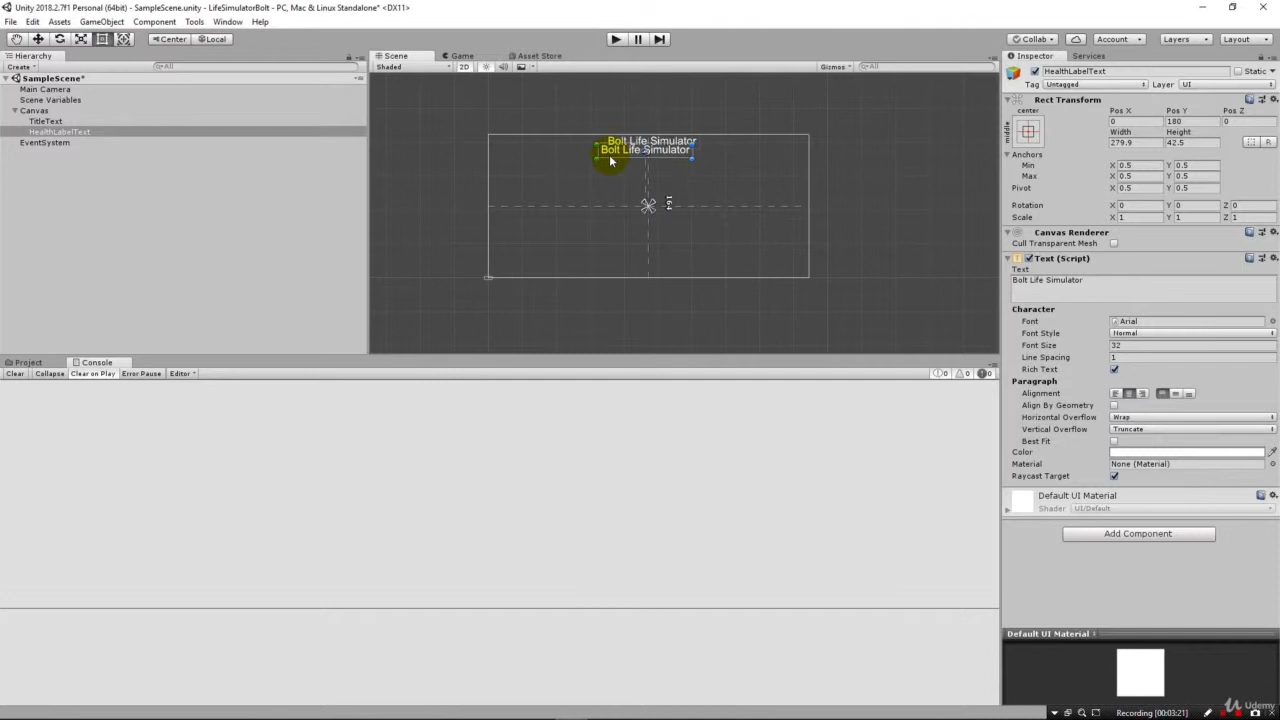 Unity 2018.2.7f1 Personal (64bit) - SampleScene.unity - LifeSimulatorBolt - PC, Mac & Linux Standalone* <DX11>
File Edit Assets GameObject Component Tools Window Help
Center Local Collab Account Layers Layout
Hierarchy Scene Game Asset Store Inspector Services
Create All Shaded 2D Gizmos All HealthLabelText Static
SampleScene* Tag Untagged Layer UI
Main Camera
Scene Variables
Canvas
TitleText
HealthLabelText
EventSystem
Bolt Life Simulator
Bolt Life Simulator
164
Rect Transform
center Pos X Pos Y Pos Z
middle 0 180 0
Width Height
279.9 42.5
R
Anchors
Min X 0.5 Y 0.5
Max X 0.5 Y 0.5
Pivot X 0.5 Y 0.5
Rotation X 0 Y 0 Z 0
Scale X 1 Y 1 Z 1
Canvas Renderer
Cull Transparent Mesh
Text (Script)
Text
Bolt Life Simulator
Character
Font Arial
Font Style Normal
Font Size 32
Line Spacing 1
Rich Text
Paragraph
Alignment
Align By Geometry
Horizontal Overflow Wrap
Vertical Overflow Truncate
Best Fit
Color
Material None (Material)
Raycast Target
Default UI Material
Shader UI/Default
Add Component
Default UI Material
Project Console
Clear Collapse Clear on Play Error Pause Editor 0 0 0
Udemy
Recording [00:03:21]